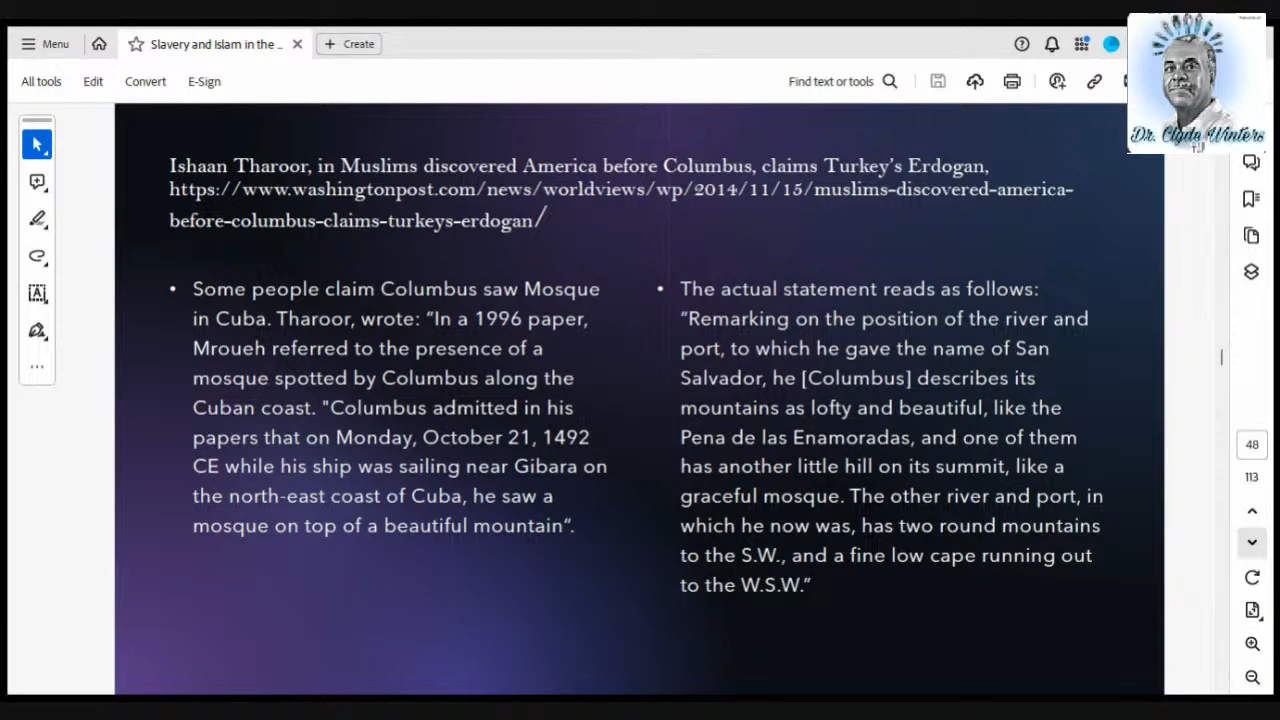 Menu
Slavery and Islam in the ...
Create
All tools
Edit
Convert
E-Sign
Find text or tools
Dr. Clyde Winters
Ishaan Tharoor, in Muslims discovered America before Columbus, claims Turkey's Erdogan,
https://www.washingtonpost.com/news/worldviews/wp/2014/11/15/muslims-discovered-america-
before-columbus-claims-turkeys-erdogan/
• Some people claim Columbus saw Mosque
in Cuba. Tharoor, wrote: “In a 1996 paper,
Mroueh referred to the presence of a
mosque spotted by Columbus along the
Cuban coast. "Columbus admitted in his
papers that on Monday, October 21, 1492
CE while his ship was sailing near Gibara on
the north-east coast of Cuba, he saw a
mosque on top of a beautiful mountain“.
• The actual statement reads as follows:
“Remarking on the position of the river and
port, to which he gave the name of San
Salvador, he [Columbus] describes its
mountains as lofty and beautiful, like the
Pena de las Enamoradas, and one of them
has another little hill on its summit, like a
graceful mosque. The other river and port, in
which he now was, has two round mountains
to the S.W., and a fine low cape running out
to the W.S.W.”
48
113